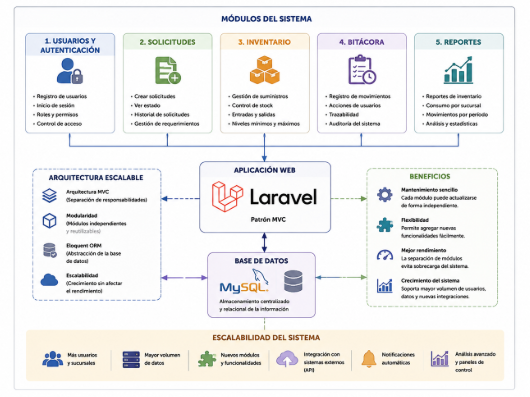 MÓDULOS DEL SISTEMA
1. USUARIOS Y
AUTENTICACIÓN
• Registro de usuarios
• Inicio de sesión
• Roles y permisos
• Control de acceso
2. SOLICITUDES
• Crear solicitudes
• Ver estado
• Historial de solicitudes
• Gestión de requerimientos
3. INVENTARIO
• Gestión de suministros
• Control de stock
• Entradas y salidas
• Niveles mínimos y máximos
4. BITÁCORA
• Registro de movimientos
• Acciones de usuarios
• Trazabilidad
• Auditoría del sistema
5. REPORTES
• Reportes de inventario
• Consumo por sucursal
• Movimientos por periodo
• Análisis y estadísticas
ARQUITECTURA ESCALABLE
Arquitectura MVC
(Separación de responsabilidades)
Modularidad
(Módulos independientes
y reutilizables)
Eloquent ORM
(Abstracción de la base
de datos)
Escalabilidad
(Crecimiento sin afectar
el rendimiento)
APLICACIÓN WEB
Laravel
Patrón MVC
BASE DE DATOS
MySQL
Almacenamiento centralizado
y relacional de la información
BENEFICIOS
Mantenimiento sencillo
Cada módulo puede actualizarse
de forma independiente.
Flexibilidad
Permite agregar nuevas
funcionalidades fácilmente.
Mejor rendimiento
La separación de módulos
evita sobrecarga del sistema.
Crecimiento del sistema
Soporta mayor volumen de usuarios,
datos y nuevas integraciones.
ESCALABILIDAD DEL SISTEMA
Más usuarios
y sucursales
Mayor volumen
de datos
Nuevos módulos
y funcionalidades
Integración con
sistemas externos
(API)
Notificaciones
automáticas
Análisis avanzado
y paneles de
control